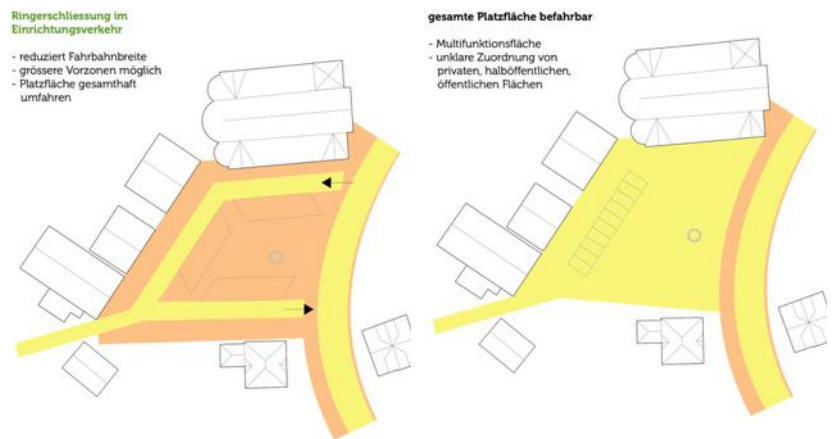 Ringerschliessung im
Einrichtungsverkehr
- reduziert Fahrbahnbreite
- grössere Vorzonen möglich
- Platzfläche gesamthaft
umfahren
gesamte Platzfläche befahrbar
- Multifunktionsfläche
- unklare Zuordnung von
privaten, halböffentlichen,
öffentlichen Flächen